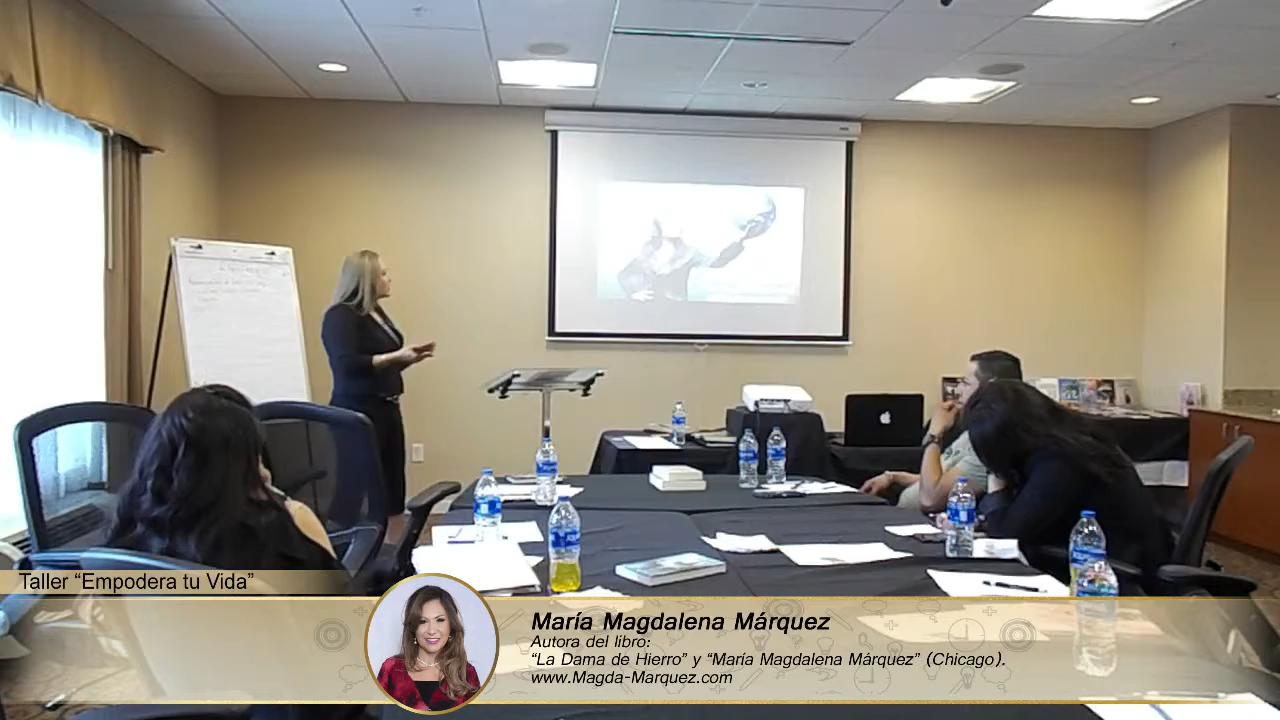 Taller “Empodera tu Vida”
María Magdalena Márquez
Autora del libro:
“La Dama de Hierro” y “María Magdalena Márquez” (Chicago).
www.Magda-Marquez.com